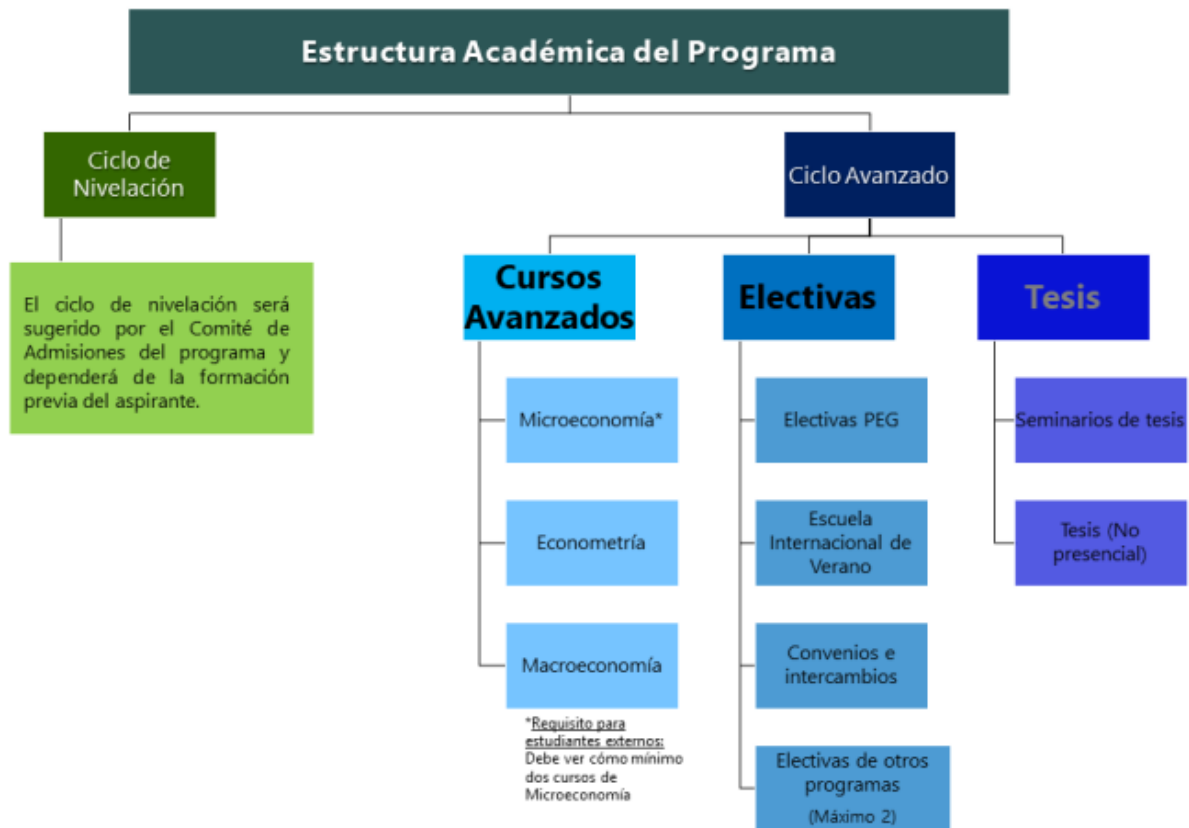 Estructura Académica del Programa
Ciclo de
Nivelación
Ciclo Avanzado
El ciclo de nivelación será
sugerido por el Comité de
Admisiones del programa y
dependerá de la formación
previa del aspirante.
Cursos
Avanzados
Microeconomía*
Econometría
Macroeconomía
*Requisito para
estudiantes externos:
Debe ver cómo mínimo
dos cursos de
Microeconomía
Electivas
Electivas PEG
Escuela
Internacional de
Verano
Convenios e
intercambios
Electivas de otros
programas
(Máximo 2)
Tesis
Seminarios de tesis
Tesis (No
presencial)